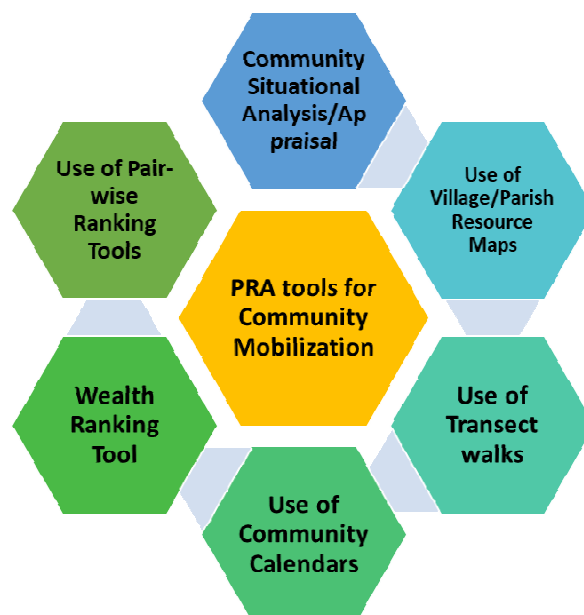 Community
Situational
Analysis/Ap
praisal
Use of
Village/Parish
Resource
Maps
Use of
Transect
walks
Use of
Community
Calendars
Wealth
Ranking
Tool
Use of Pair-
wise
Ranking
Tools
PRA tools for
Community
Mobilization